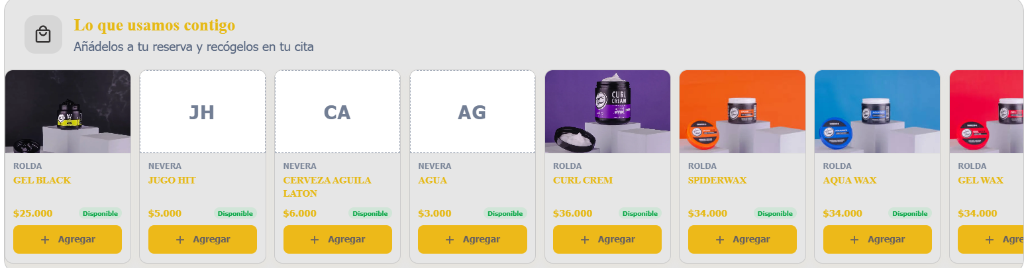 Lo que usamos contigo
Añádelos a tu reserva y recógelos en tu cita
JH
CA
AG
CURL
CREAM
ROLDA
GEL BLACK
$25.000
Disponible
+ Agregar
NEVERA
JUGO HIT
$5.000
Disponible
+ Agregar
NEVERA
CERVEZA AGUILA
LATON
$6.000
Disponible
+ Agregar
NEVERA
AGUA
$3.000
Disponible
+ Agregar
ROLDA
CURL CREM
$36.000
Disponible
+ Agregar
ROLDA
SPIDERWAX
$34.000
Disponible
+ Agregar
ROLDA
AQUA WAX
$34.000
Disponible
+ Agregar
ROLDA
GEL WAX
$34.000
+ Agre